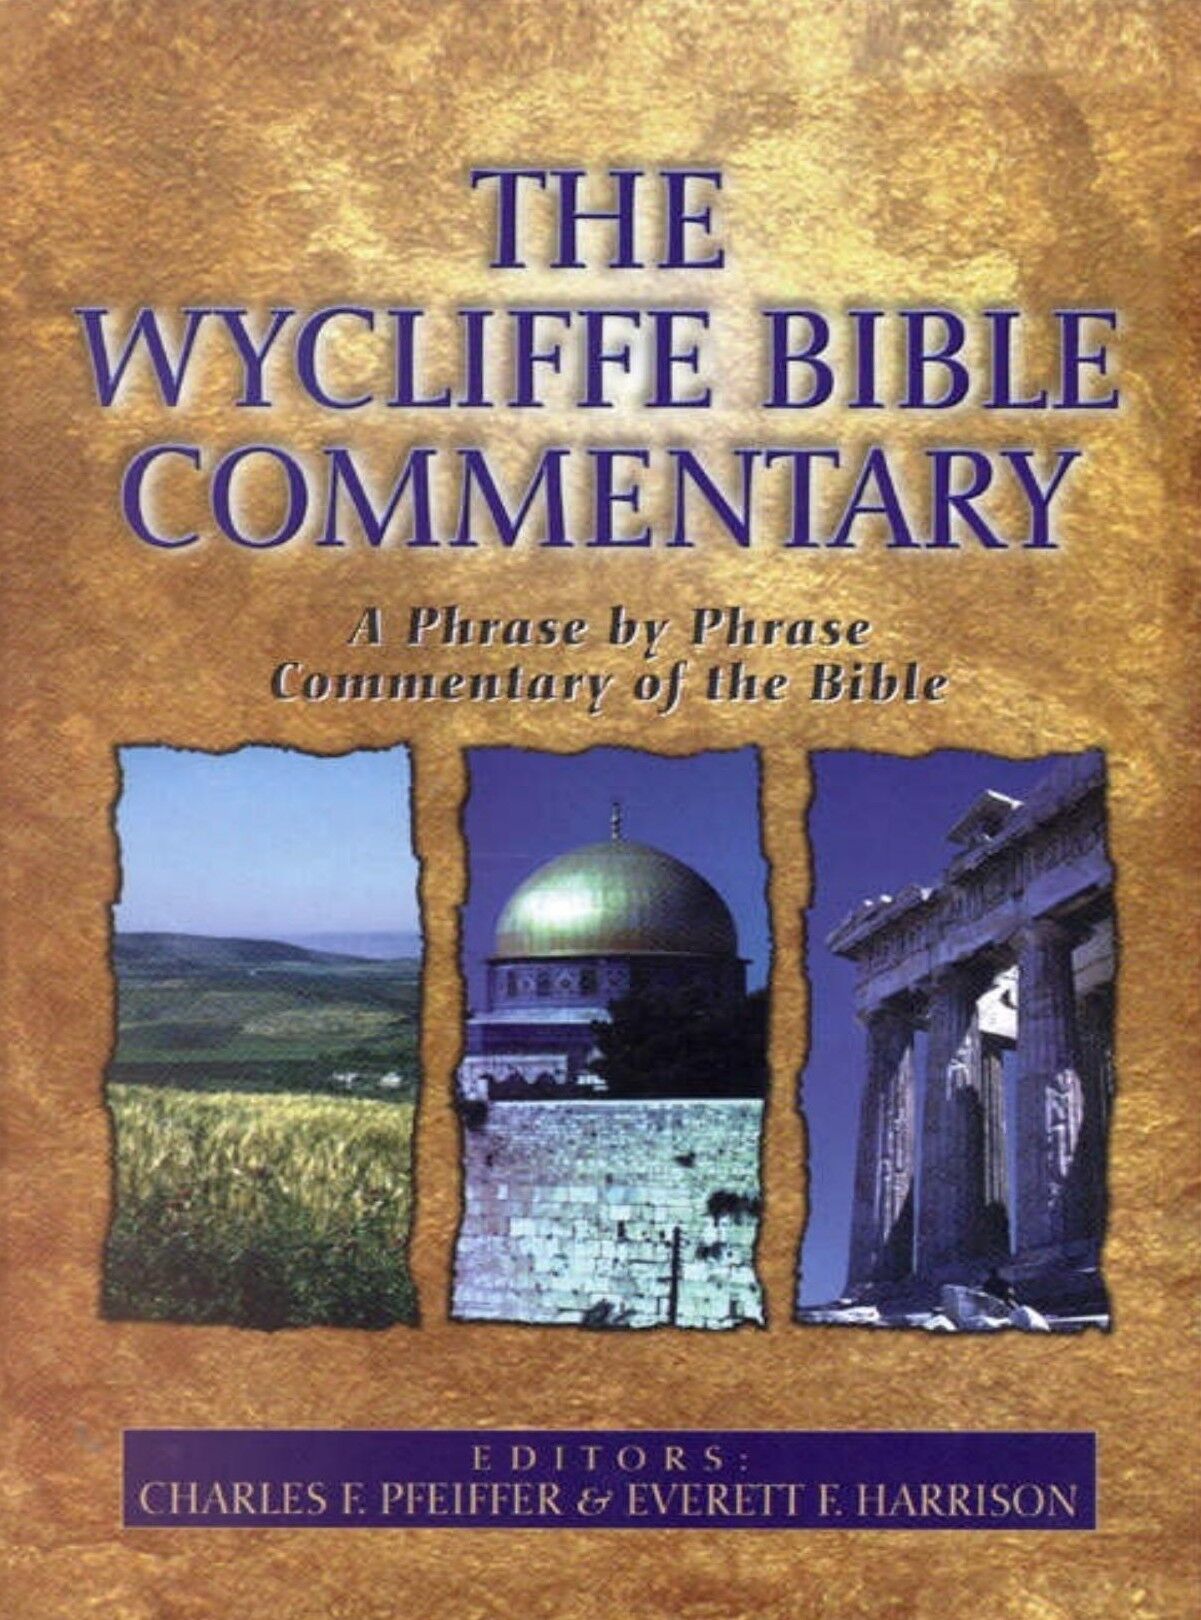 THE
WYCLIFFE BIBLE
COMMENTARY
A Phrase by Phrase
Commentary of the Bible
EDITORS:
CHARLES F. PFEIFFER & EVERETT F. HARRISON